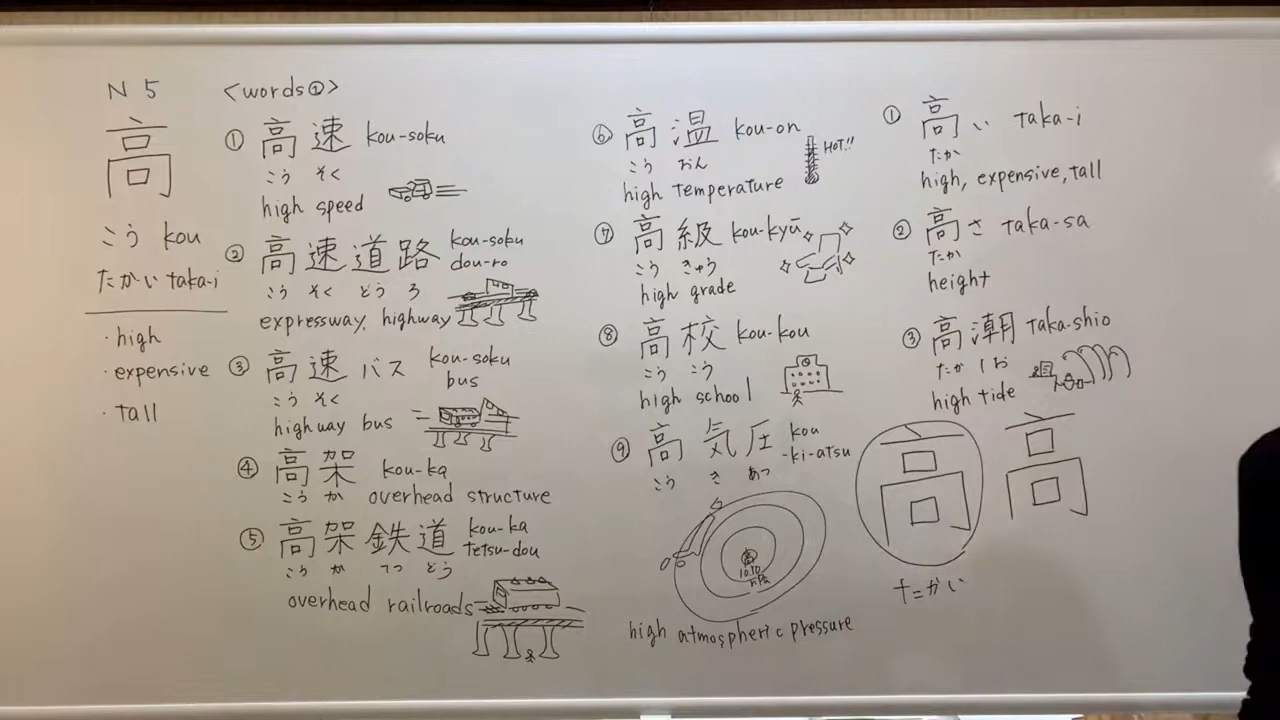 N5
高
こう kou
たかい taka-i
・high
・expensive
・tall
<words①>
① 高速 kou-soku
こう そく
high speed
② 高速道路 kou-soku
dou-ro
こう そく どう ろ
expressway, highway
③ 高速バス kou-soku
bus
こう そく
highway bus
④ 高架 kou-ka
こう か overhead structure
⑤ 高架鉄道 kou-ka
tetsu-dou
こう か てつ どう
overhead railroads
⑥ 高温 kou-on
こう おん
high temperature
HOT!!
⑦ 高級 kou-kyū
こう きゅう
high grade
⑧ 高校 kou-kou
こう こう
high school
⑨ 高気圧 kou
-ki-atsu
こう き あつ
高
1010
hPa
high atmospheric pressure
① 高い taka-i
たか
high, expensive, tall
② 高さ taka-sa
たか
height
③ 高潮 taka-shio
たか しお
high tide
高 高
たかい